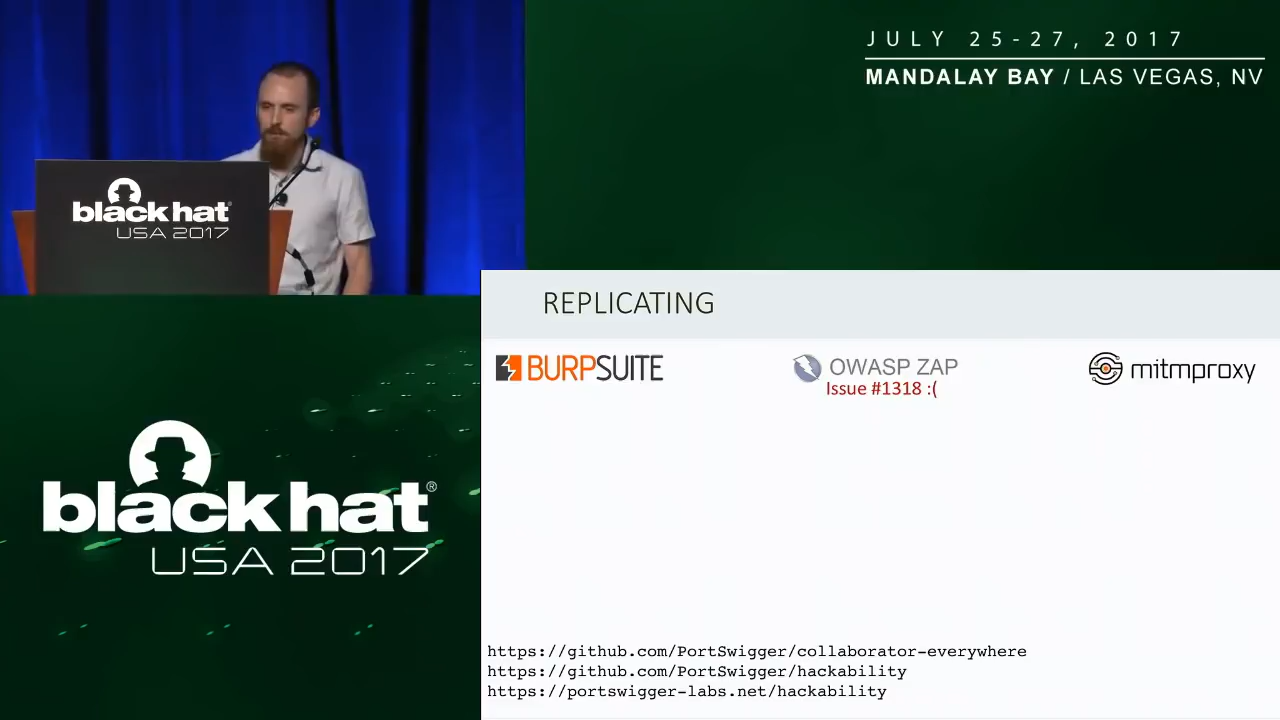 JULY 25-27, 2017
MANDALAY BAY / LAS VEGAS, NV
black hat
USA 2017
REPLICATING
BURPSUITE
OWASP ZAP
mitmproxy
Issue #1318 :(
black hat®
USA 2017
https://github.com/PortSwigger/collaborator-everywhere
https://github.com/PortSwigger/hackability
https://portswigger-labs.net/hackability